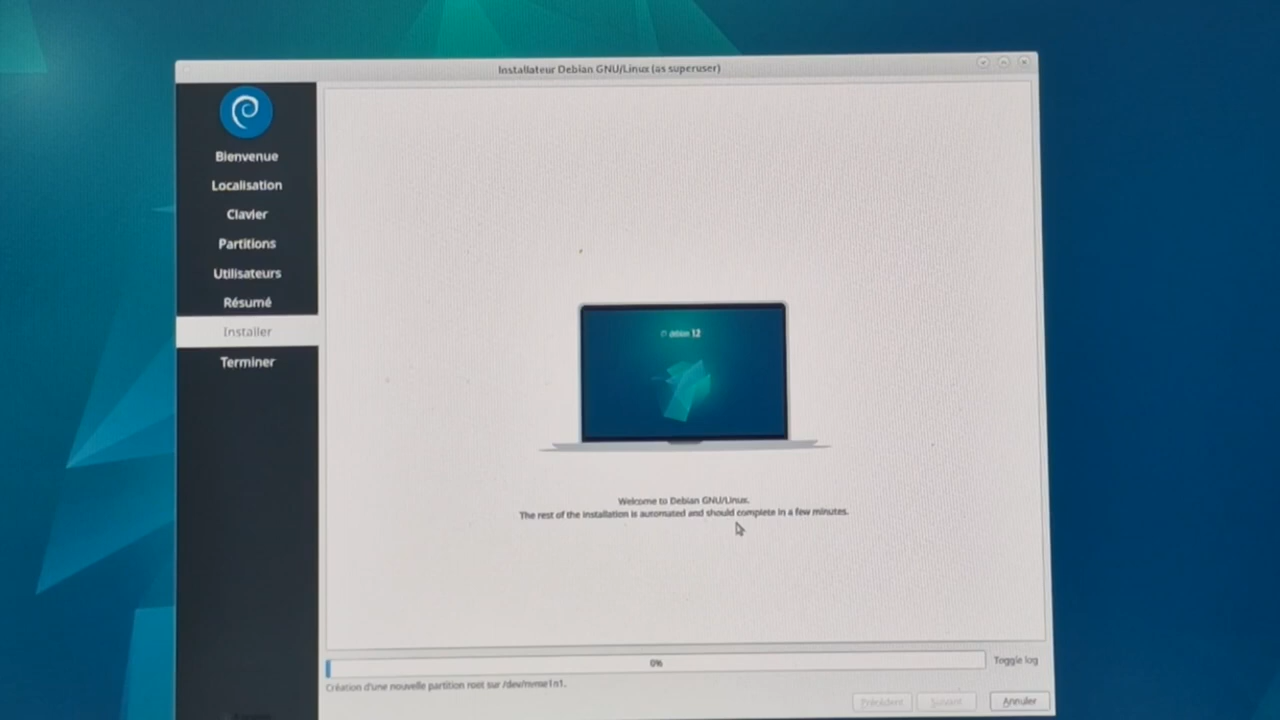 Installateur Debian GNU/Linux (as superuser)
Bienvenue
Localisation
Clavier
Partitions
Utilisateurs
Résumé
Installer
Terminer
debian 12
Welcome to Debian GNU/Linux.
The rest of the installation is automated and should complete in a few minutes.
0%
Toggle log
Création d'une nouvelle partition root sur /dev/nvme1n1.
Précédent
Suivant
Annuler